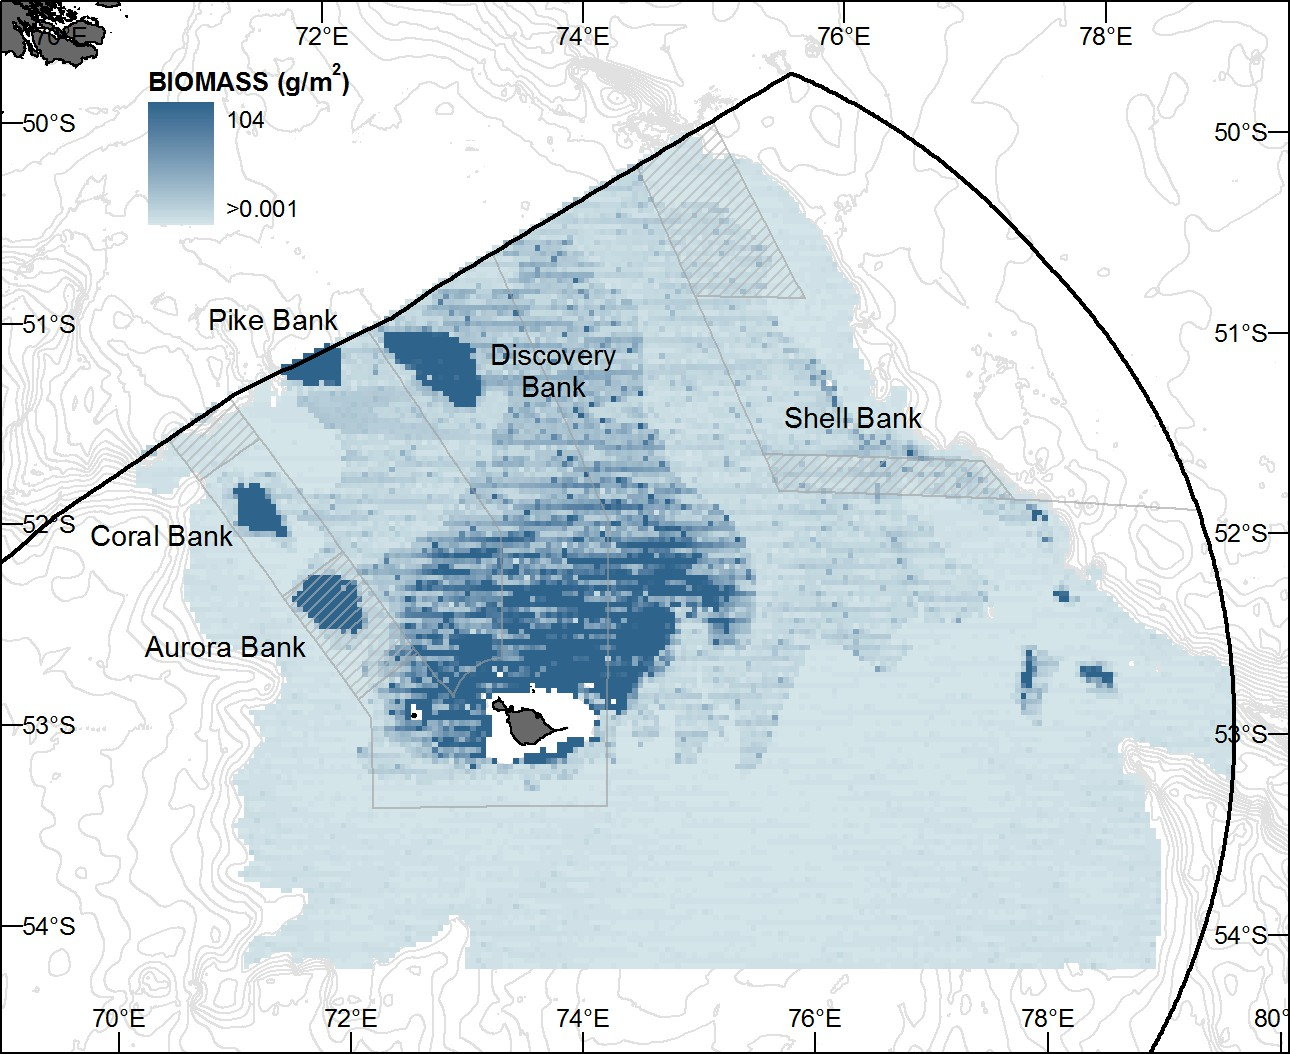 70°E 72°E 74°E 76°E 78°E
BIOMASS (g/m²)
104
>0.001
50°S 50°S
Pike Bank
51°S 51°S
Discovery
Bank
Shell Bank
52°S 52°S
Coral Bank
Aurora Bank
53°S 53°S
54°S 54°S
70°E 72°E 74°E 76°E 78°E 80°